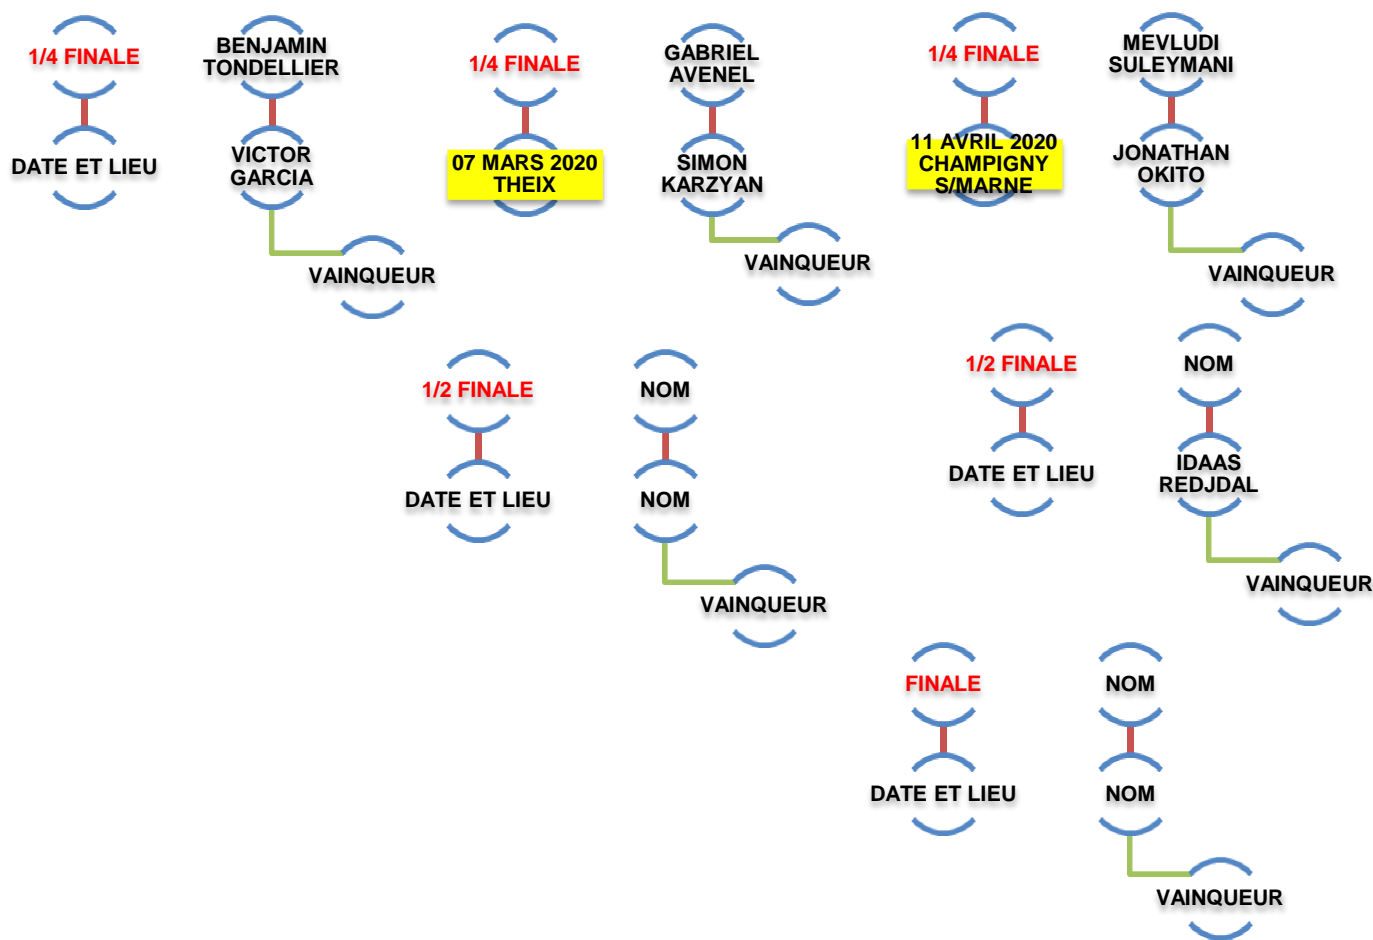 1/4 FINALE
DATE ET LIEU
BENJAMIN
TONDELLIER
VICTOR
GARCIA
VAINQUEUR
1/4 FINALE
07 MARS 2020
THEIX
GABRIEL
AVENEL
SIMON
KARZYAN
VAINQUEUR
1/4 FINALE
11 AVRIL 2020
CHAMPIGNY
S/MARNE
MEVLUDI
SULEYMANI
JONATHAN
OKITO
VAINQUEUR
1/2 FINALE
DATE ET LIEU
NOM
NOM
VAINQUEUR
1/2 FINALE
DATE ET LIEU
NOM
IDAAS
REDJDAL
VAINQUEUR
FINALE
DATE ET LIEU
NOM
NOM
VAINQUEUR